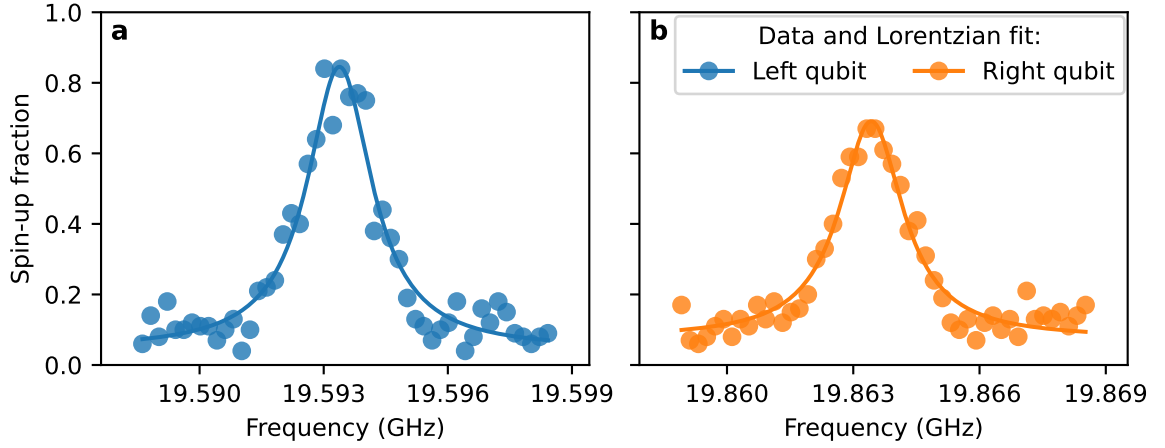 a
1.0
0.8
0.6
0.4
0.2
0.0
Spin-up fraction
19.590 19.593 19.596 19.599
Frequency (GHz)
b
Data and Lorentzian fit:
Left qubit Right qubit
19.860 19.863 19.866 19.869
Frequency (GHz)